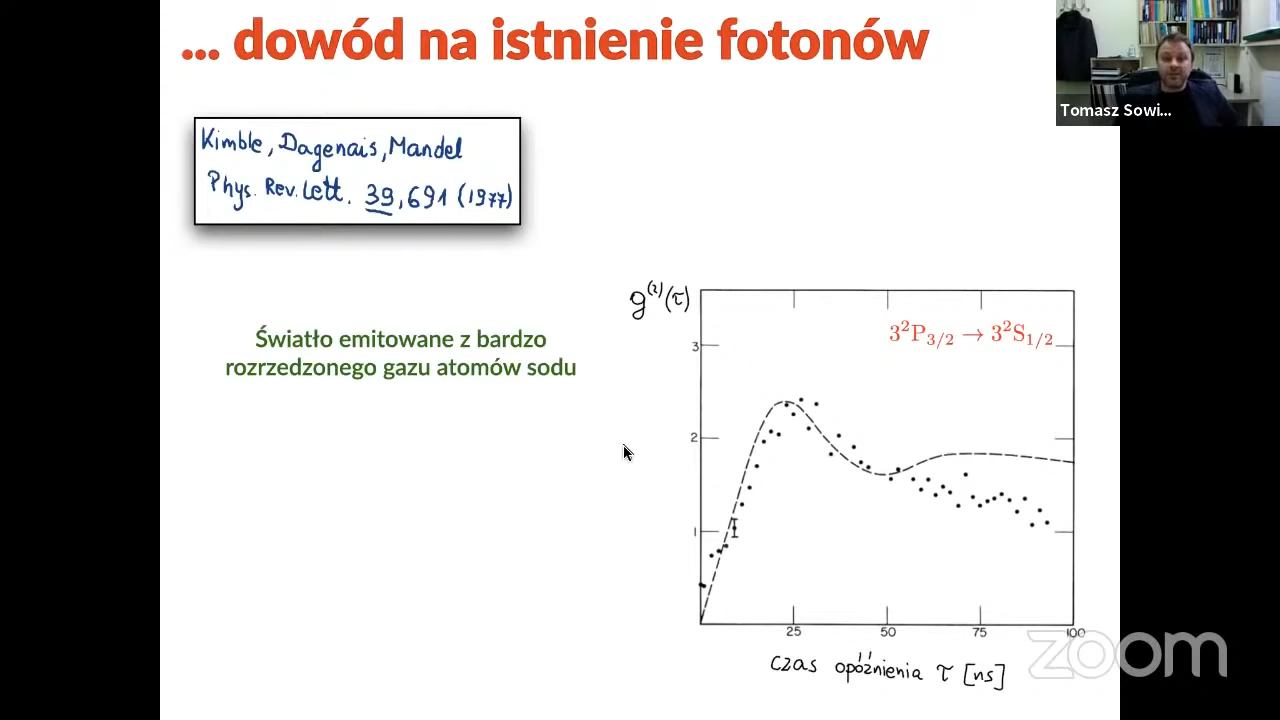 ... dowód na istnienie fotonów
Tomasz Sowi...
Kimble, Dagenais, Mandel
Phys. Rev. Lett. 39, 691 (1977)
Światło emitowane z bardzo
rozrzedzonego gazu atomów sodu
g⁽²⁾(τ)
3²P₃/₂ → 3²S₁/₂
3
2
1
25 50 75 100
czas opóźnienia τ [ns]
zoom